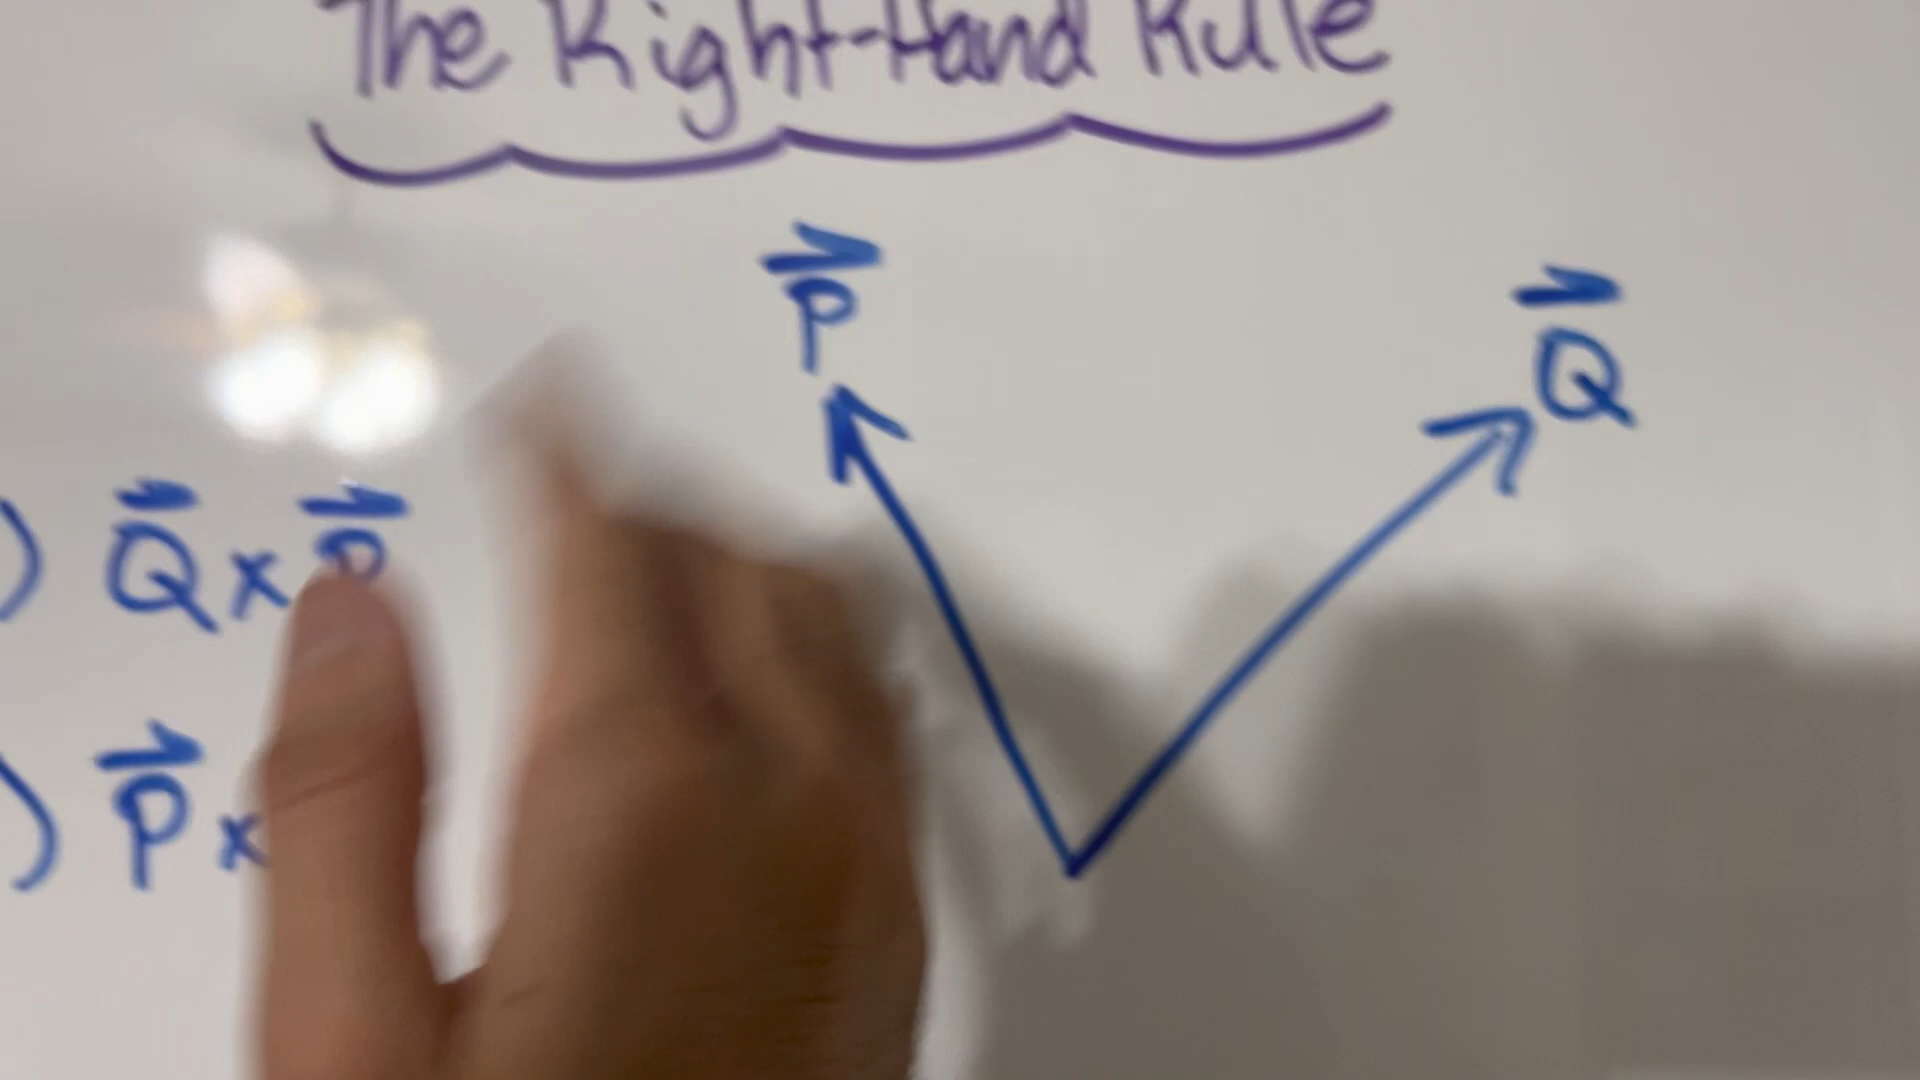 The Right-Hand Rule
P
Q
) Q x P
) P x